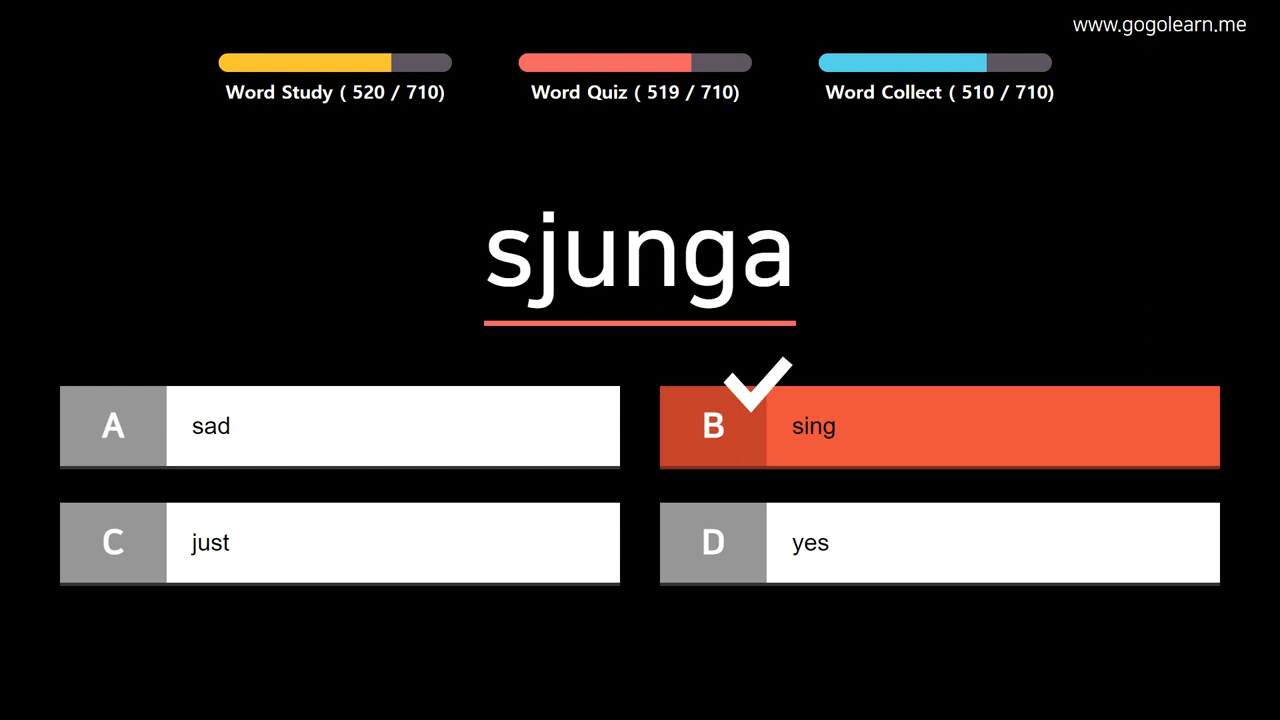 www.gogolearn.me
Word Study ( 520 / 710)
Word Quiz ( 519 / 710)
Word Collect ( 510 / 710)
sjunga
A sad
B sing
C just
D yes